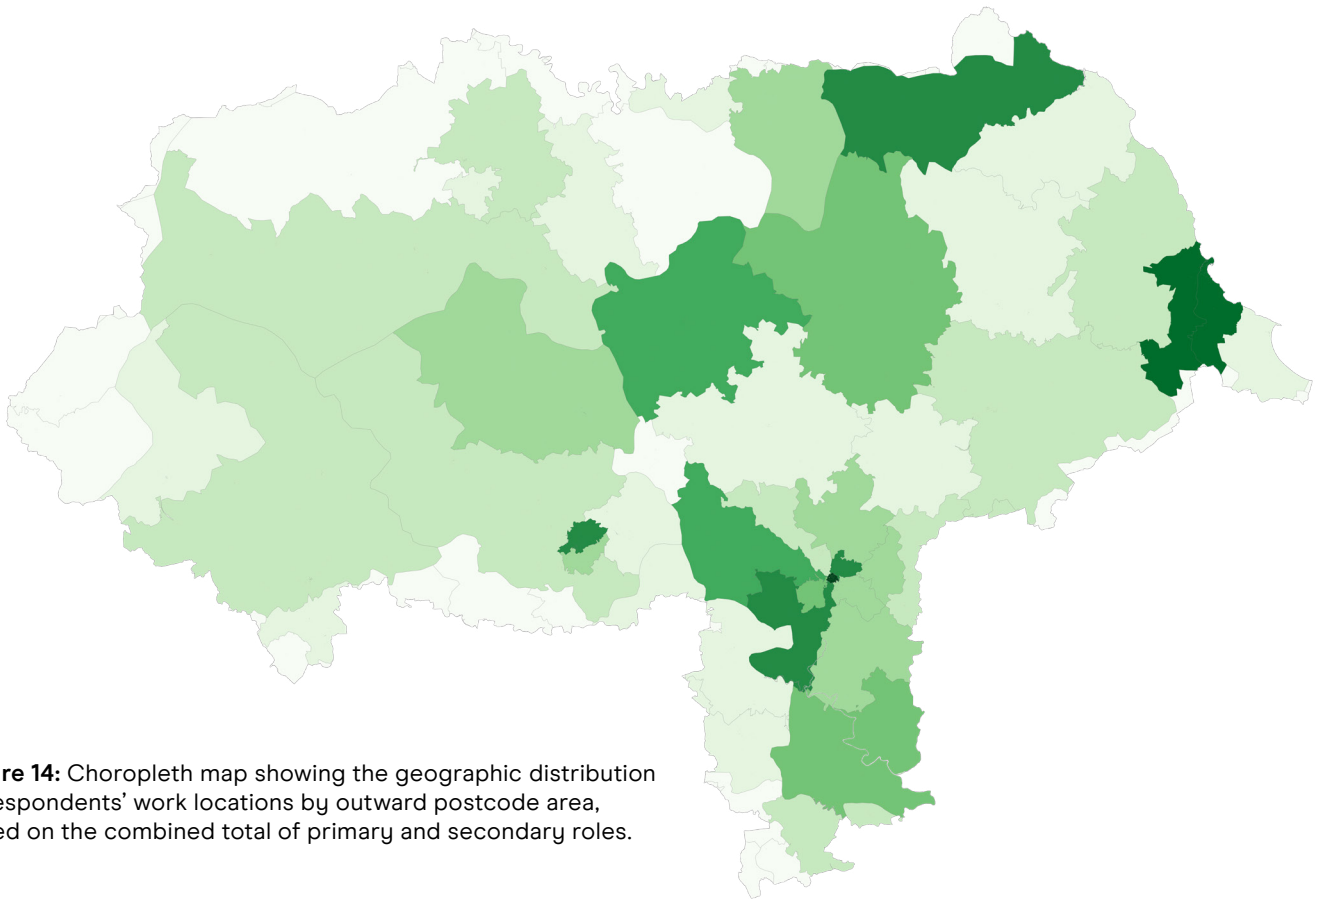 re 14: Choropleth map showing the geographic distribution
espondents’ work locations by outward postcode area,
ed on the combined total of primary and secondary roles.